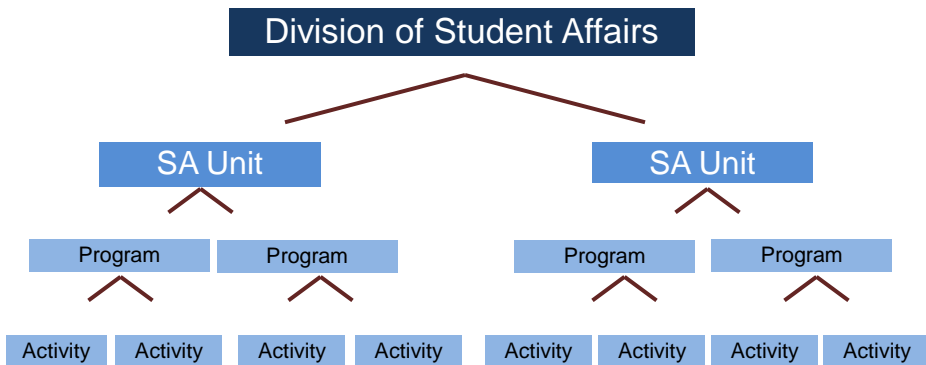 Division of Student Affairs
SA Unit
SA Unit
Program
Program
Program
Program
Activity
Activity
Activity
Activity
Activity
Activity
Activity
Activity